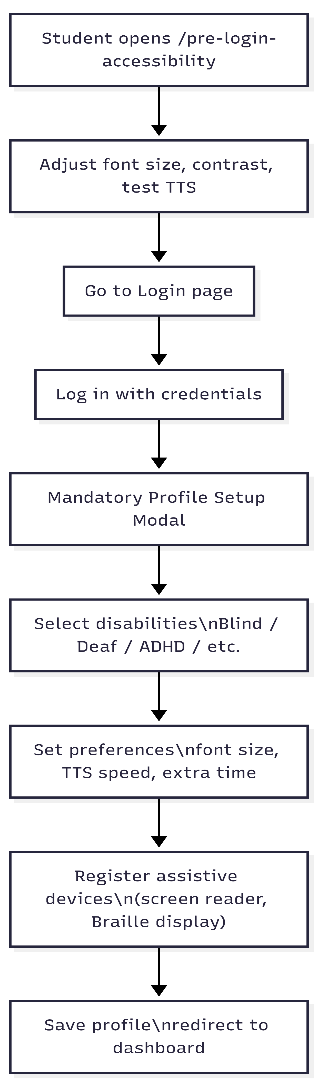 Student opens /pre-login-
accessibility
Adjust font size, contrast,
test TTS
Go to Login page
Log in with credentials
Mandatory Profile Setup
Modal
Select disabilities\nBlind /
Deaf / ADHD / etc.
Set preferences\nfont size,
TTS speed, extra time
Register assistive
devices\n(screen reader,
Braille display)
Save profile\nredirect to
dashboard